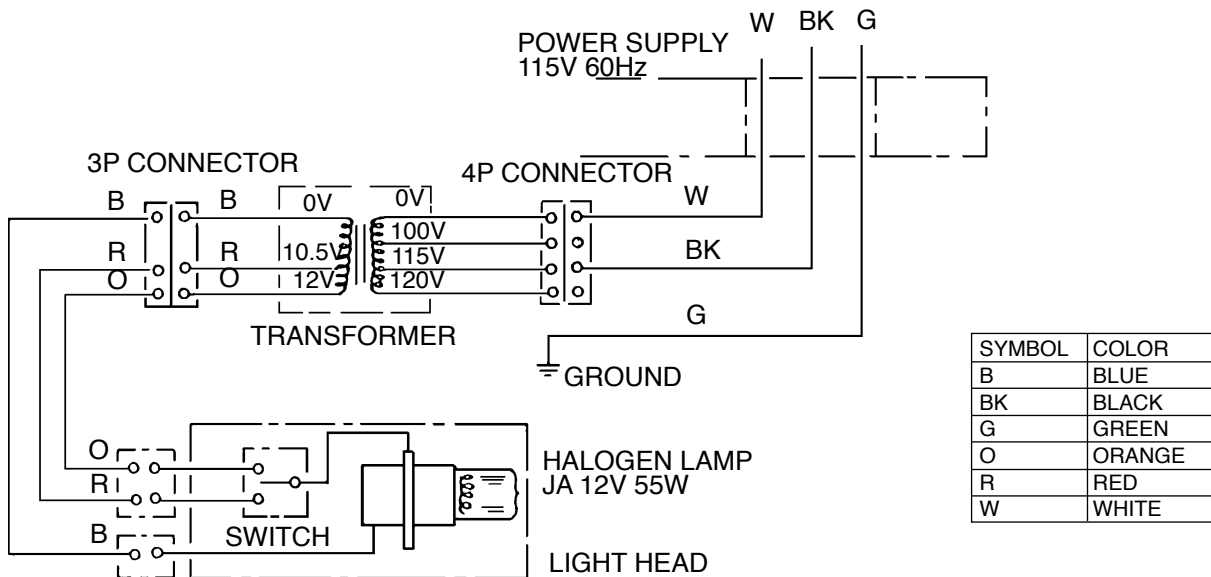 W BK G
POWER SUPPLY
115V 60Hz
3P CONNECTOR
4P CONNECTOR
B B 0V 0V W
100V
R R 10.5V 115V BK
O O 12V 120V
G
TRANSFORMER
GROUND
SYMBOL COLOR
B BLUE
BK BLACK
G GREEN
O ORANGE
R RED
W WHITE
O
R
HALOGEN LAMP
JA 12V 55W
B
SWITCH
LIGHT HEAD